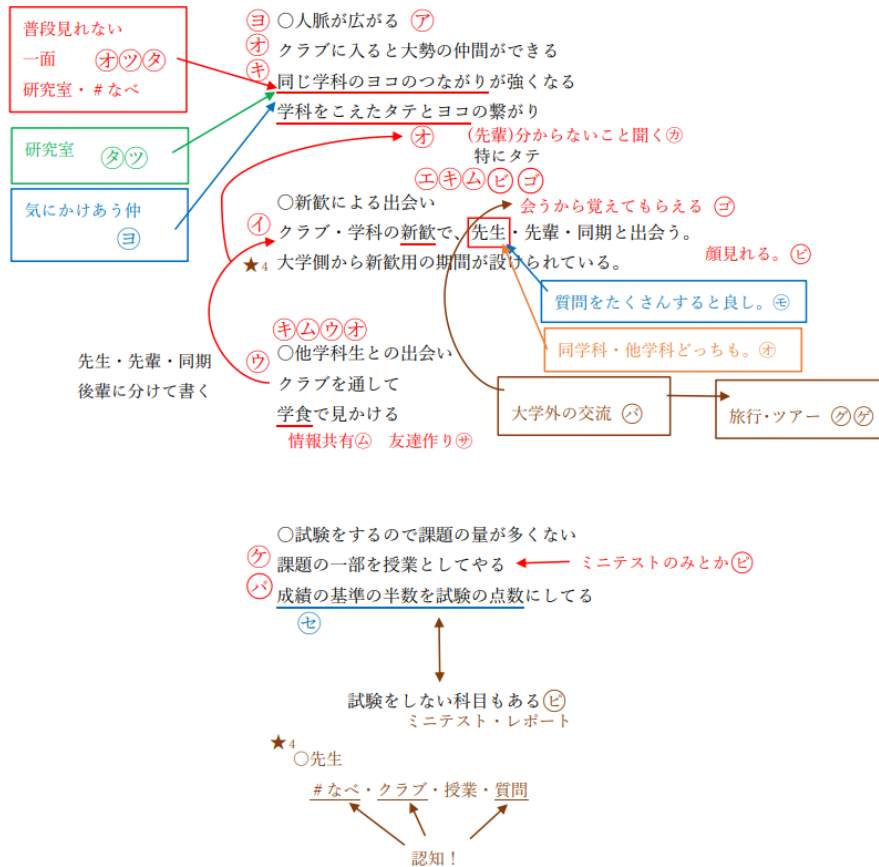 普段見れない
一面 ㋔㋡㋟
研究室・＃なべ
研究室 ㋟㋡
気にかけあう仲
㋵
㋵ 〇人脈が広がる ㋐
㋔ クラブに入ると大勢の仲間ができる
㋖ 同じ学科のヨコのつながりが強くなる
学科をこえたタテとヨコの繋がり
㋔ (先輩)分からないこと聞く㋕
特にタテ
㋓㋖㋰ビゴ
〇新歓による出会い
会うから覚えてもらえる ゴ
㋑ クラブ・学科の新歓で、先生・先輩・同期と出会う。
顔見れる。ビ
★4 大学側から新歓用の期間が設けられている。
質問をたくさんすると良し。㋲
同学科・他学科どっちも。㋔
㋖㋰㋒㋔
㋒ 〇他学科生との出会い
クラブを通して
学食で見かける
情報共有㋰ 友達作り㋚
先生・先輩・同期
後輩に分けて書く
大学外の交流 バ
旅行・ツアー ゲ㋘
〇試験をするので課題の量が多くない
㋘ 課題の一部を授業としてやる
ミニテストのみとかピ
パ 成績の基準の半数を試験の点数にしてる
㋝
試験をしない科目もあるピ
ミニテスト・レポート
★4
〇先生
＃なべ・クラブ・授業・質問
認知！